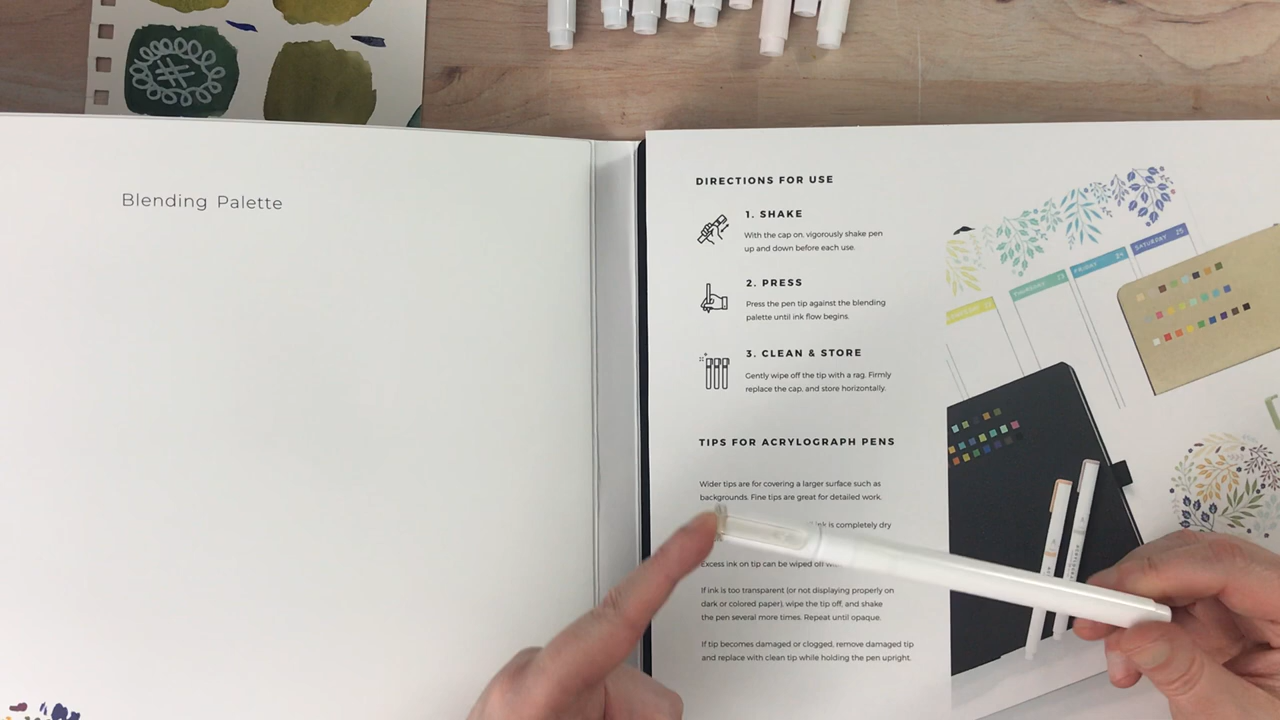 Blending Palette
DIRECTIONS FOR USE
1. SHAKE
With the cap on, vigorously shake pen
up and down before each use.
2. PRESS
Press the pen tip against the blending
palette until ink flow begins.
3. CLEAN & STORE
Gently wipe off the tip with a rag. Firmly
replace the cap, and store horizontally.
TIPS FOR ACRYLOGRAPH PENS
Wider tips are for covering a larger surface such as
backgrounds. Fine tips are great for detailed work.
ink is completely dry
Excess ink on tip can be wiped off
If ink is too transparent (or not displaying properly on
dark or colored paper), wipe the tip off, and shake
the pen several more times. Repeat until opaque.
If tip becomes damaged or clogged, remove damaged tip
and replace with clean tip while holding the pen upright.
THURSDAY 23
FRIDAY 24
SATURDAY 25